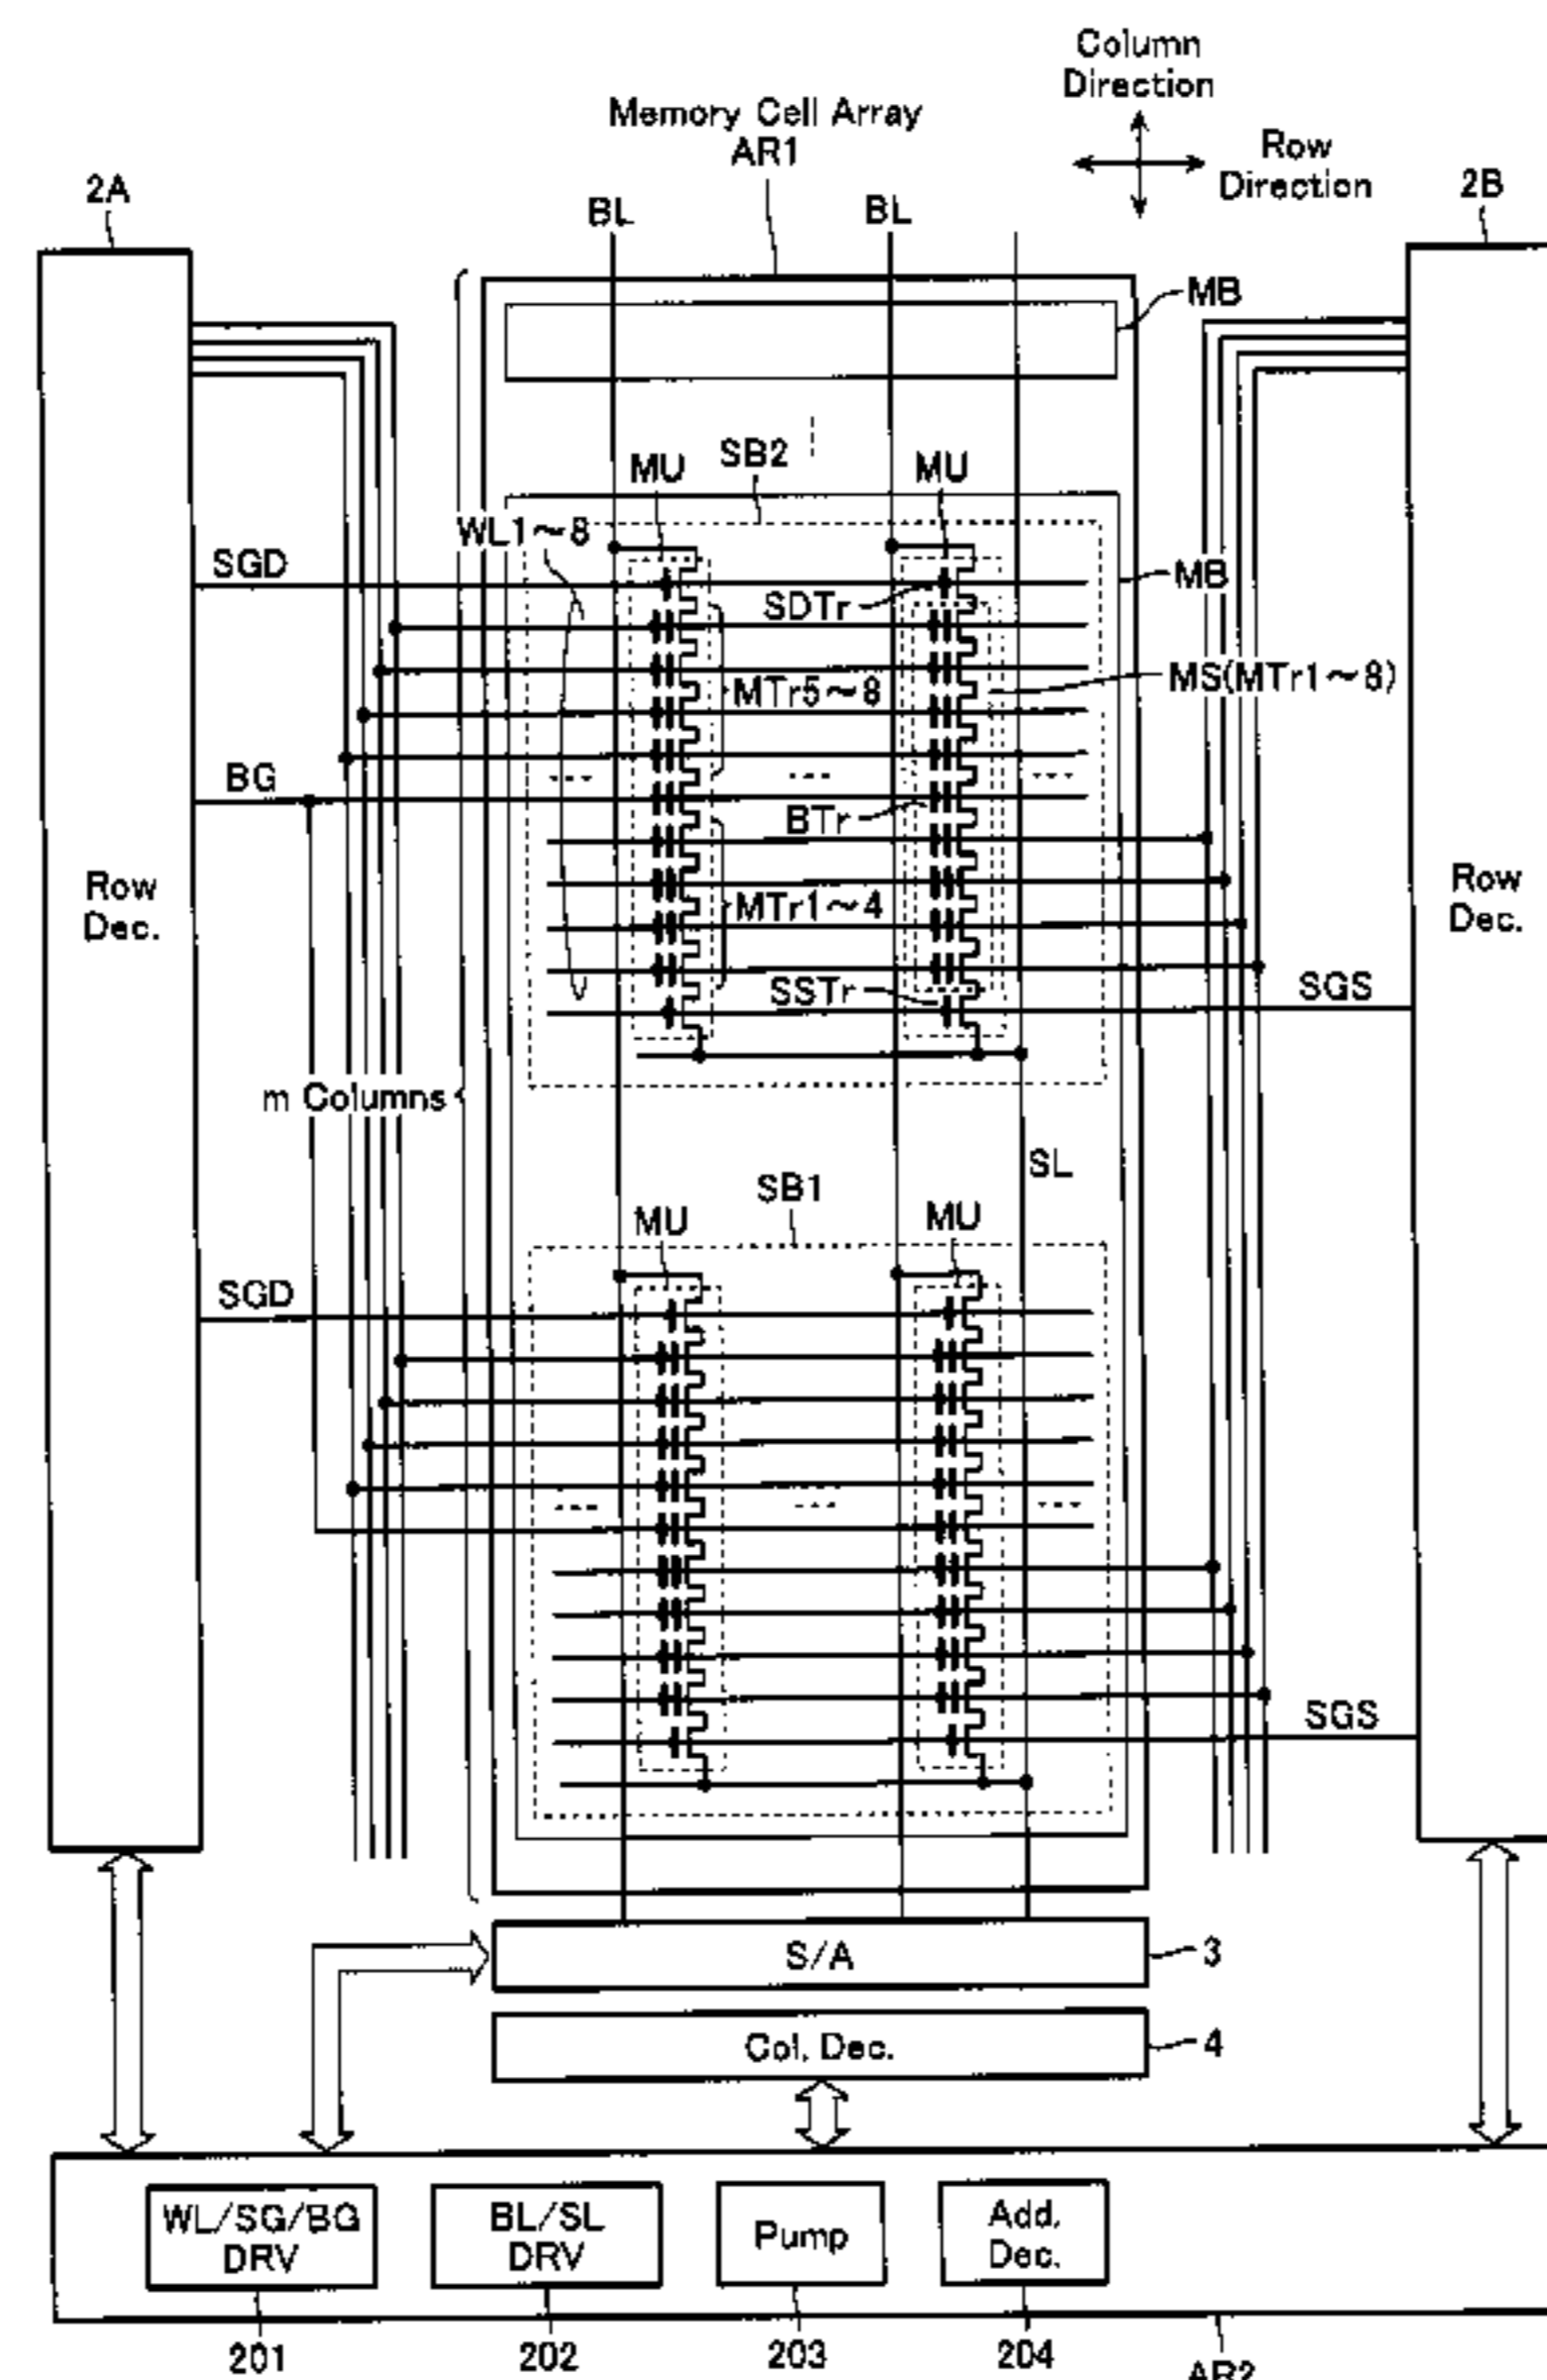 Column
Direction
Memory Cell Array
AR1
Row
Direction
2A
2B
BL
BL
MB
SB2
MU
MU
WL1~8
SGD
MB
SDTr
MS(MTr1~8)
MTr5~8
BG
BTr
Row
Dec.
Row
Dec.
MTr1~4
SSTr
SGS
m Columns
SL
SB1
MU
MU
SGD
SGS
S/A
3
Col. Dec.
4
WL/SG/BG
DRV
BL/SL
DRV
Pump
Add.
Dec.
201
202
203
204
AR2